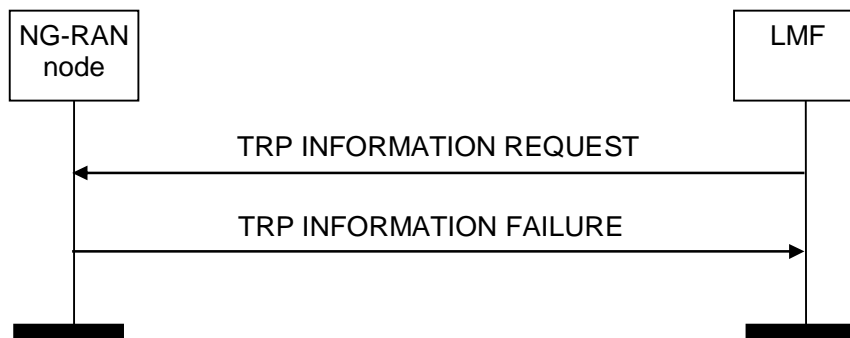 NG-RAN
node
LMF
TRP INFORMATION REQUEST
TRP INFORMATION FAILURE